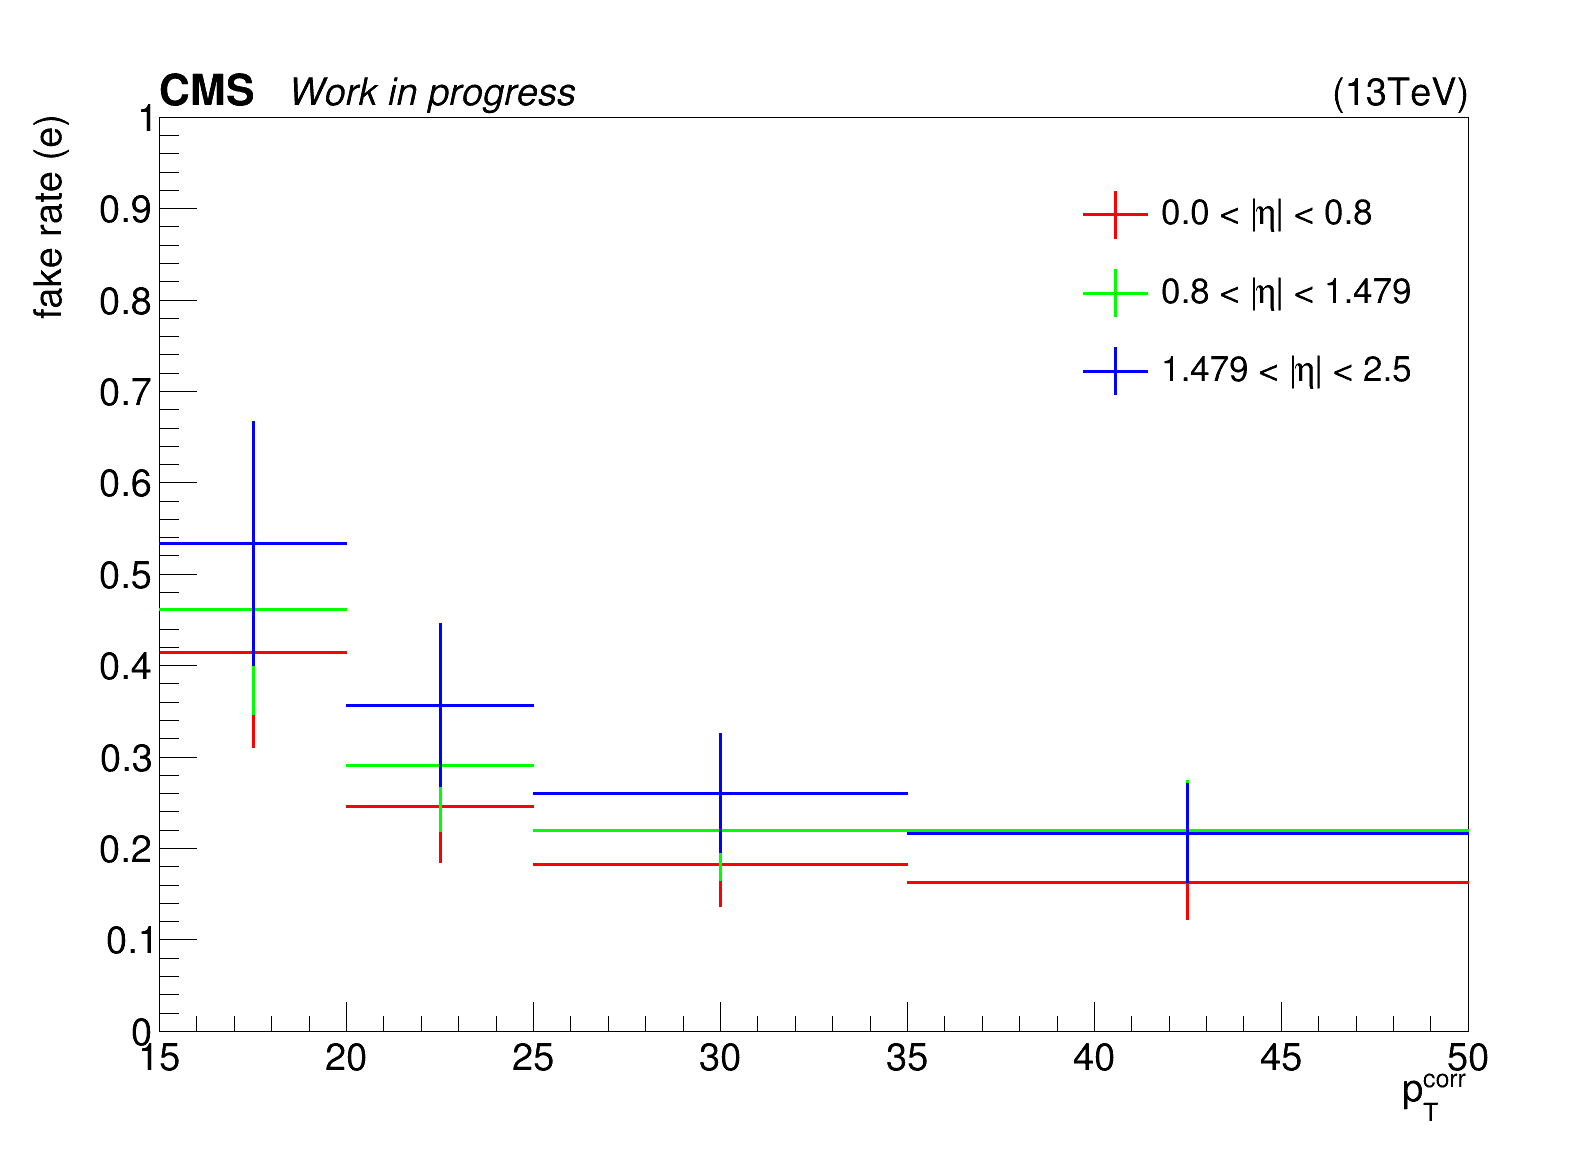 CMS Work in progress (13TeV)
fake rate (e)
1
0.9
0.8
0.7
0.6
0.5
0.4
0.3
0.2
0.1
0
0.0 < |η| < 0.8
0.8 < |η| < 1.479
1.479 < |η| < 2.5
15 20 25 30 35 40 45 50
p_T^corr